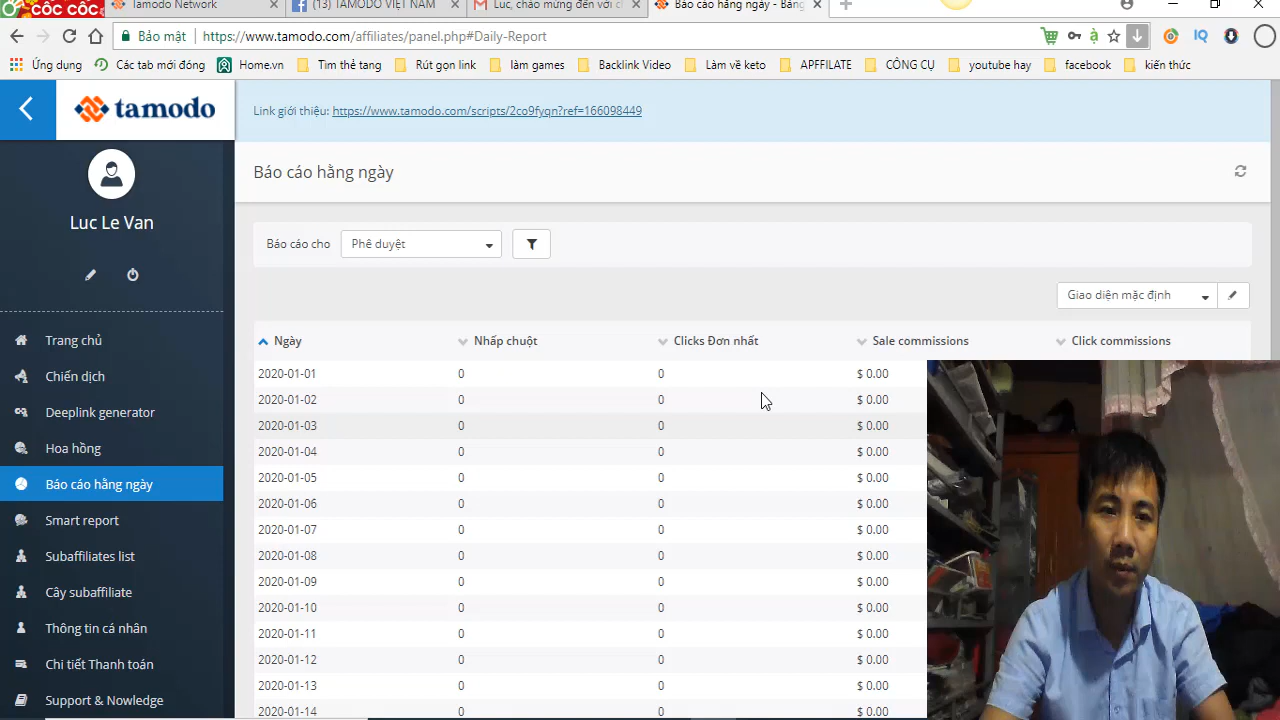 CỐC CỐC
Tamodo Network
(13) TAMODO VIỆT NAM
Luc, chào mừng đến với c
Báo cáo hằng ngày - Bảng
Bảo mật
https://www.tamodo.com/affiliates/panel.php#Daily-Report
Ứng dụng
Các tab mới đóng
Home.vn
Tìm thẻ tang
Rút gọn link
làm games
Backlink Video
Làm về keto
APFFILATE
CÔNG CỤ
youtube hay
facebook
kiến thức
tamodo
Link giới thiệu: https://www.tamodo.com/scripts/2co9fyqn?ref=166098449
Luc Le Van
Báo cáo hằng ngày
Báo cáo cho
Phê duyệt
Giao diện mặc định
Trang chủ
Chiến dịch
Deeplink generator
Hoa hồng
Báo cáo hằng ngày
Smart report
Subaffiliates list
Cây subaffiliate
Thông tin cá nhân
Chi tiết Thanh toán
Support & Nowledge
Ngày Nhấp chuột Clicks Đơn nhất Sale commissions Click commissions
2020-01-01 0 0 $ 0.00
2020-01-02 0 0 $ 0.00
2020-01-03 0 0 $ 0.00
2020-01-04 0 0 $ 0.00
2020-01-05 0 0 $ 0.00
2020-01-06 0 0 $ 0.00
2020-01-07 0 0 $ 0.00
2020-01-08 0 0 $ 0.00
2020-01-09 0 0 $ 0.00
2020-01-10 0 0 $ 0.00
2020-01-11 0 0 $ 0.00
2020-01-12 0 0 $ 0.00
2020-01-13 0 0 $ 0.00
2020-01-14 0 0 $ 0.00